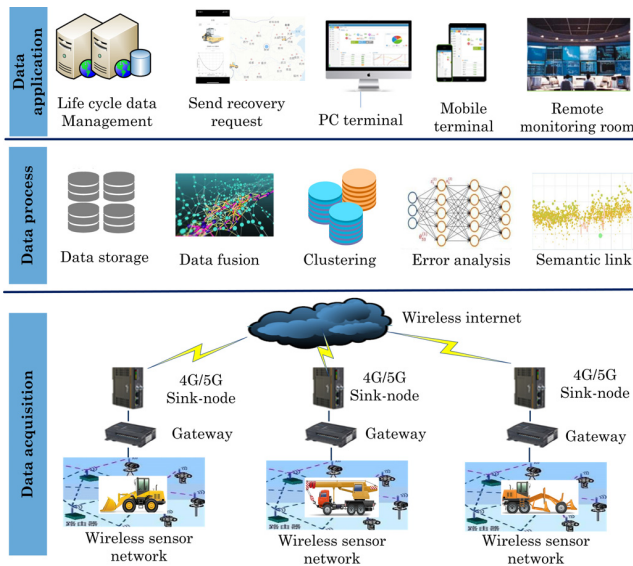 Data
application
Life cycle data
Management
Send recovery
request
PC terminal
Mobile
terminal
Remote
monitoring room
Data process
Data storage
Data fusion
Clustering
Error analysis
Semantic link
Data acquisition
Wireless internet
4G/5G
Sink-node
4G/5G
Sink-node
4G/5G
Sink-node
Gateway
Gateway
Gateway
Wireless sensor
network
Wireless sensor
network
Wireless sensor
network